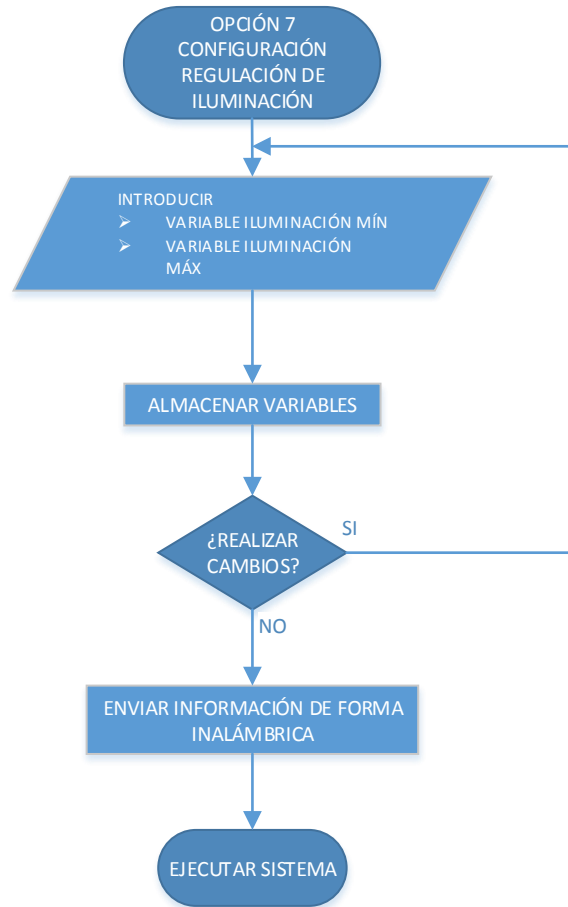 OPCIÓN 7
CONFIGURACIÓN
REGULACIÓN DE
ILUMINACIÓN
INTRODUCIR
➢ VARIABLE ILUMINACIÓN MÍN
➢ VARIABLE ILUMINACIÓN
MÁX
ALMACENAR VARIABLES
¿REALIZAR
CAMBIOS?
SI
NO
ENVIAR INFORMACIÓN DE FORMA
INALÁMBRICA
EJECUTAR SISTEMA